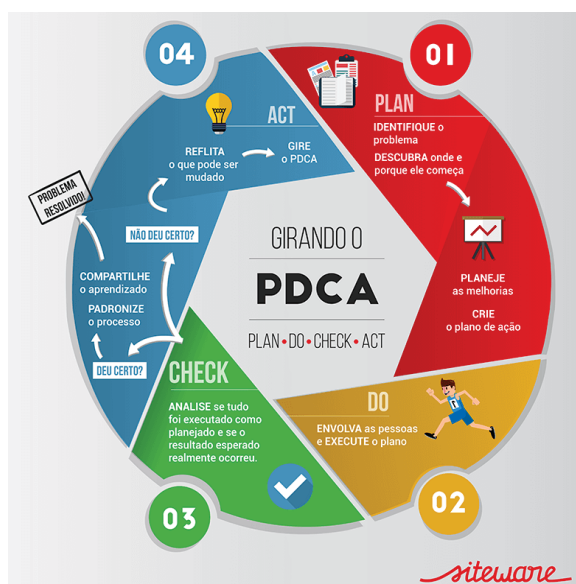 01
PLAN
IDENTIFIQUE o
problema
DESCUBRA onde e
porque ele começa
PLANEJE
as melhorias
CRIE
o plano de ação
02
DO
ENVOLVA as pessoas
e EXECUTE o plano
03
CHECK
ANALISE se tudo
foi executado como
planejado e se o
resultado esperado
realmente ocorreu.
04
ACT
DEU CERTO?
PADRONIZE
o processo
COMPARTILHE
o aprendizado
PROBLEMA
RESOLVIDO!
NÃO DEU CERTO?
REFLITA
o que pode ser
mudado
GIRE
o PDCA
GIRANDO O
PDCA
PLAN•DO•CHECK•ACT
siteware